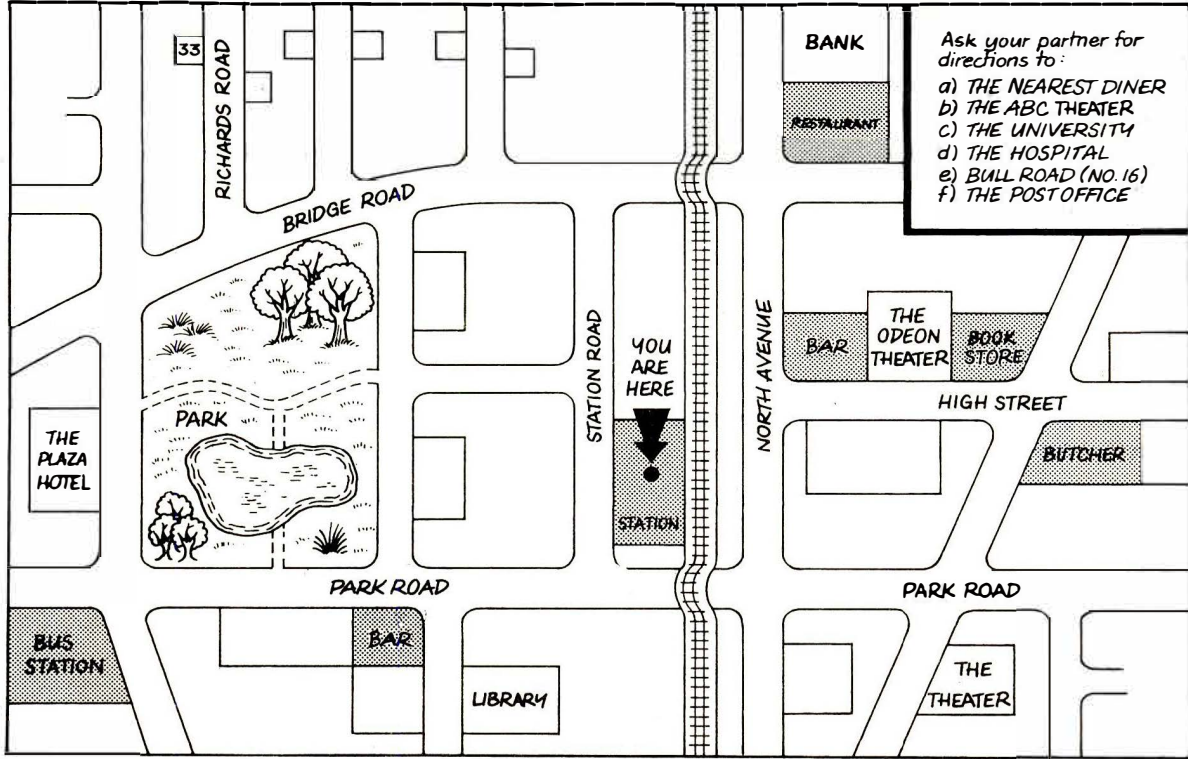 33
RICHARDS ROAD
BANK
RESTAURANT
Ask your partner for
directions to:
a) THE NEAREST DINER
b) THE ABC THEATER
c) THE UNIVERSITY
d) THE HOSPITAL
e) BULL ROAD (NO. 16)
f) THE POST OFFICE
BRIDGE ROAD
STATION ROAD
YOU
ARE
HERE
NORTH AVENUE
BAR
THE
ODEON
THEATER
BOOK
STORE
HIGH STREET
PARK
THE
PLAZA
HOTEL
STATION
BUTCHER
PARK ROAD
PARK ROAD
BUS
STATION
BAR
LIBRARY
THE
THEATER